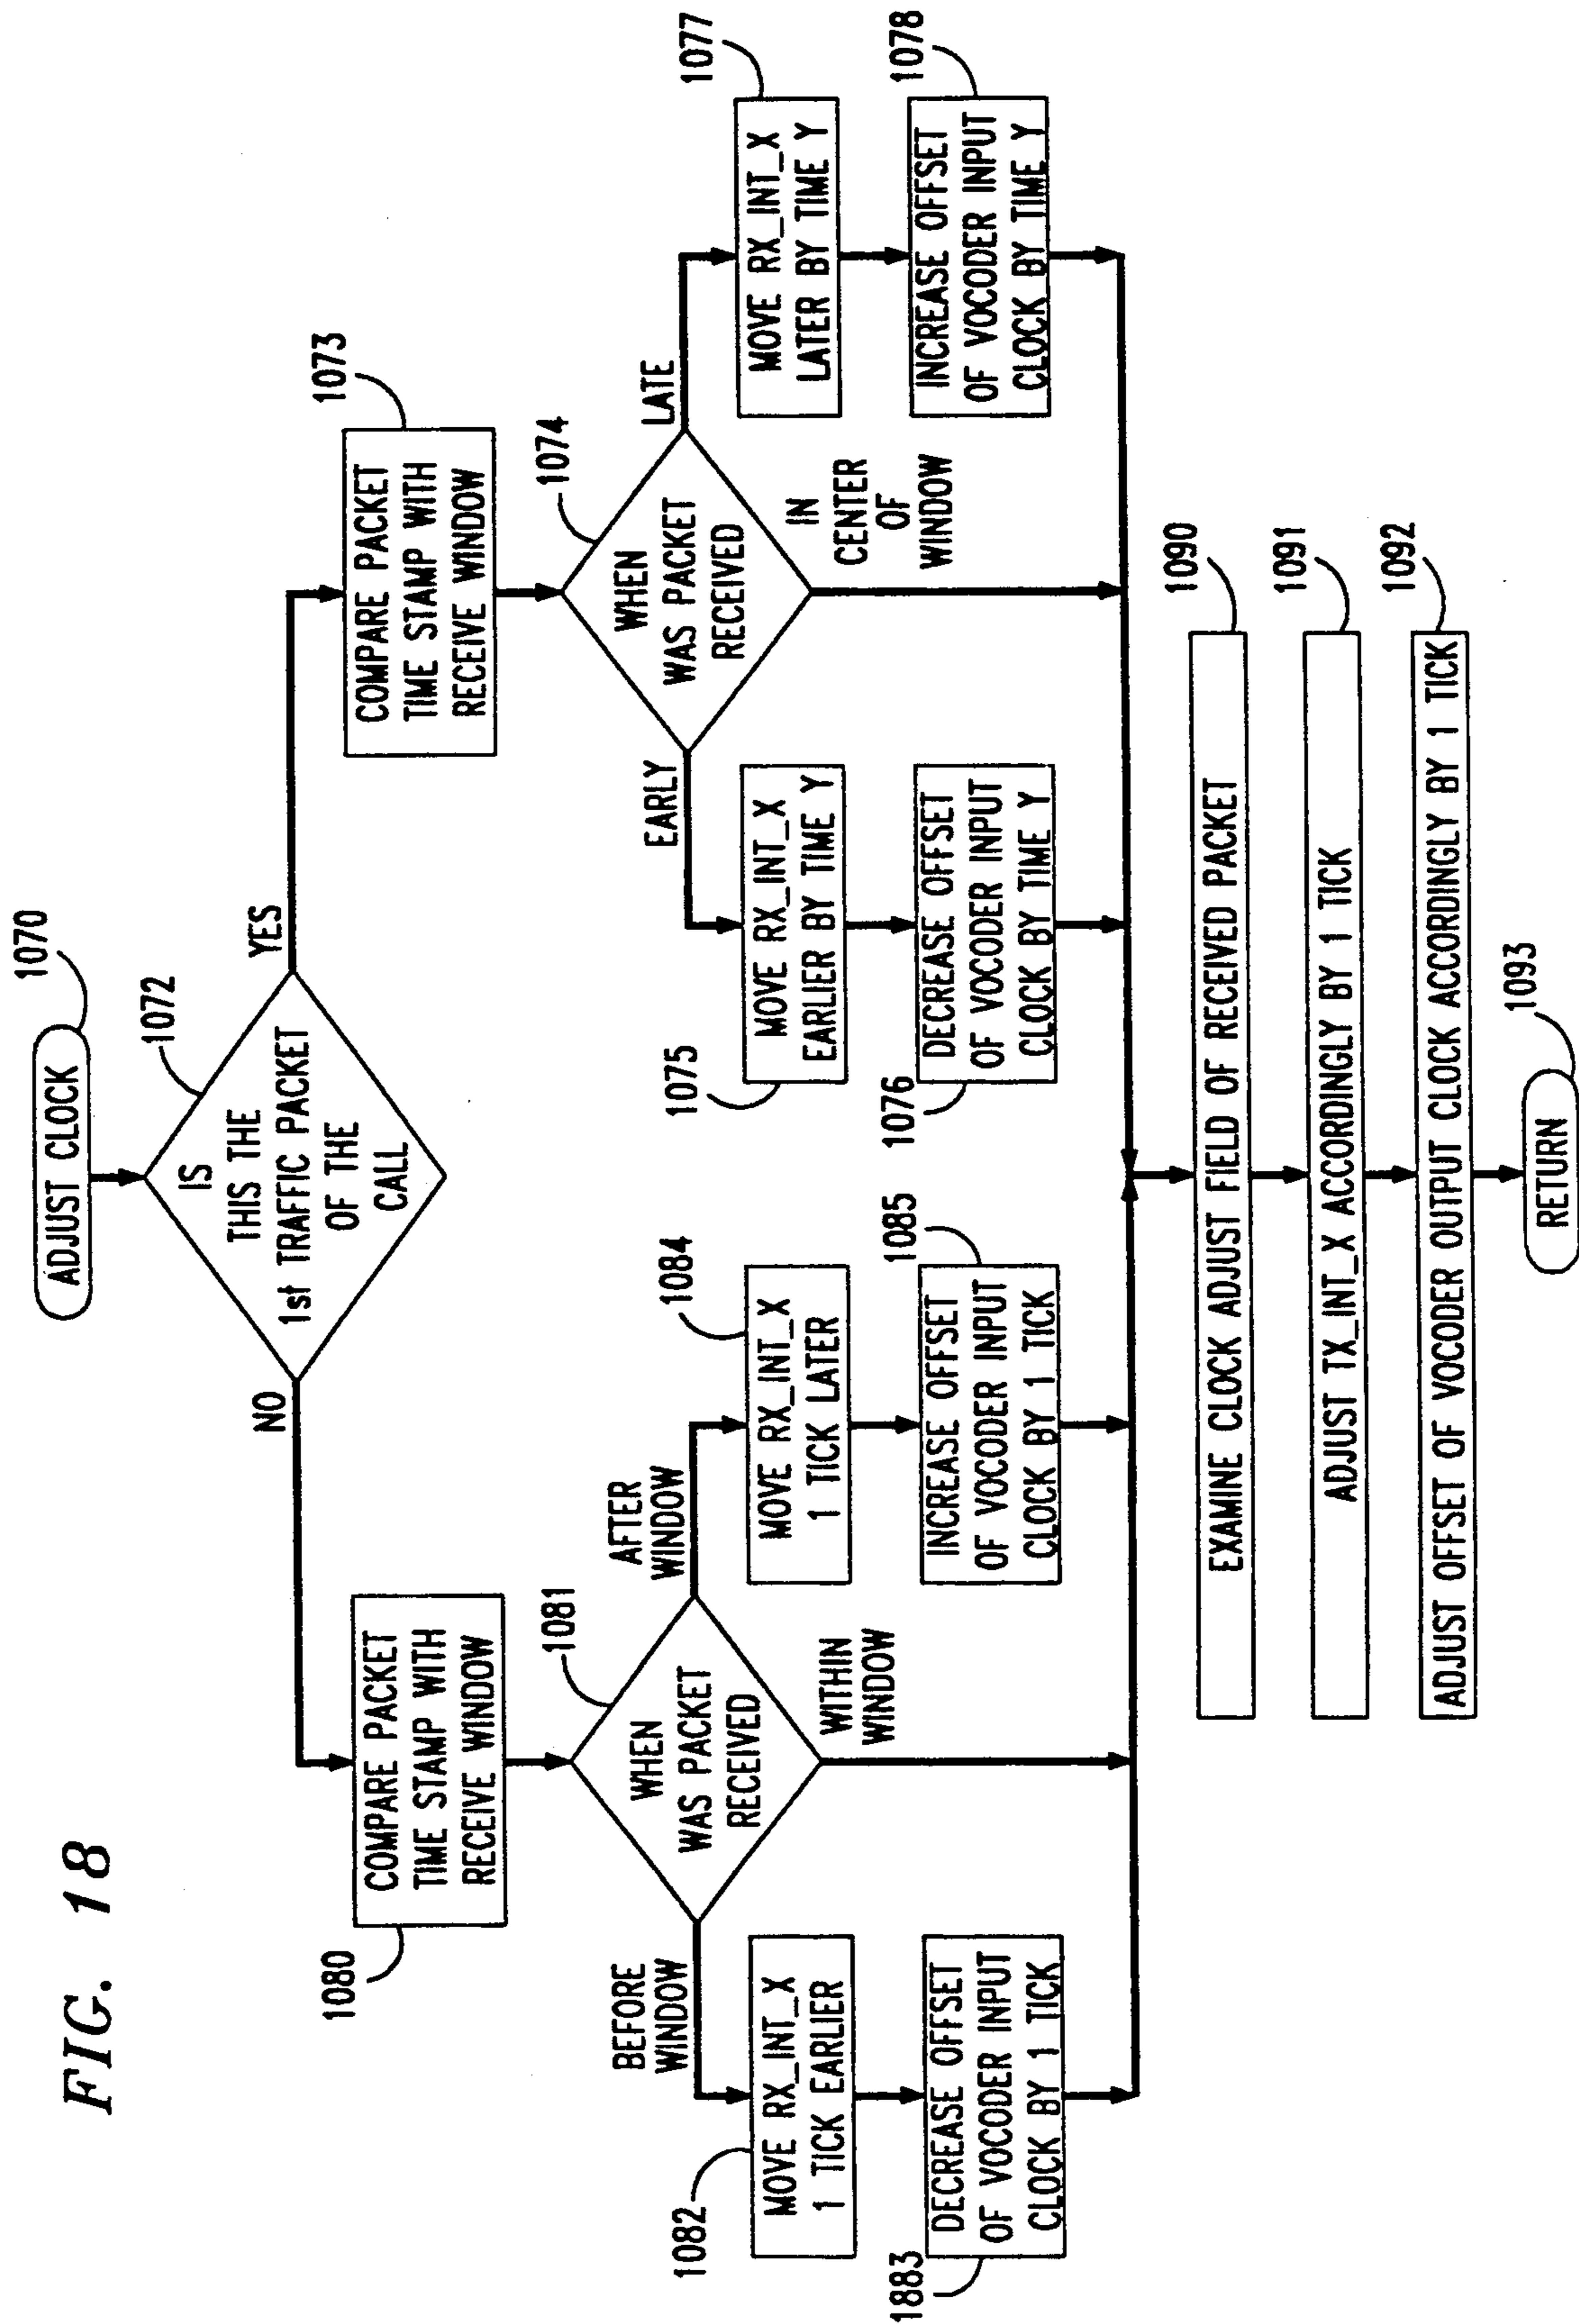 FIG. 18
ADJUST CLOCK
1070
IS
THIS THE
1st TRAFFIC PACKET
OF THE
CALL
1072
NO
YES
COMPARE PACKET
TIME STAMP WITH
RECEIVE WINDOW
1080
COMPARE PACKET
TIME STAMP WITH
RECEIVE WINDOW
1073
WHEN
WAS PACKET
RECEIVED
1081
BEFORE
WINDOW
AFTER
WINDOW
WITHIN
WINDOW
WHEN
WAS PACKET
RECEIVED
1074
EARLY
LATE
IN
CENTER
OF
WINDOW
MOVE RX_INT_X
1 TICK EARLIER
1082
MOVE RX_INT_X
1 TICK LATER
1084
MOVE RX_INT_X
EARLIER BY TIME Y
1075
MOVE RX_INT_X
LATER BY TIME Y
1077
DECREASE OFFSET
OF VOCODER INPUT
CLOCK BY 1 TICK
1883
INCREASE OFFSET
OF VOCODER INPUT
CLOCK BY 1 TICK
1085
DECREASE OFFSET
OF VOCODER INPUT
CLOCK BY TIME Y
1076
INCREASE OFFSET
OF VOCODER INPUT
CLOCK BY TIME Y
1078
EXAMINE CLOCK ADJUST FIELD OF RECEIVED PACKET
1090
ADJUST TX_INT_X ACCORDINGLY BY 1 TICK
1091
ADJUST OFFSET OF VOCODER OUTPUT CLOCK ACCORDINGLY BY 1 TICK
1092
RETURN
1093